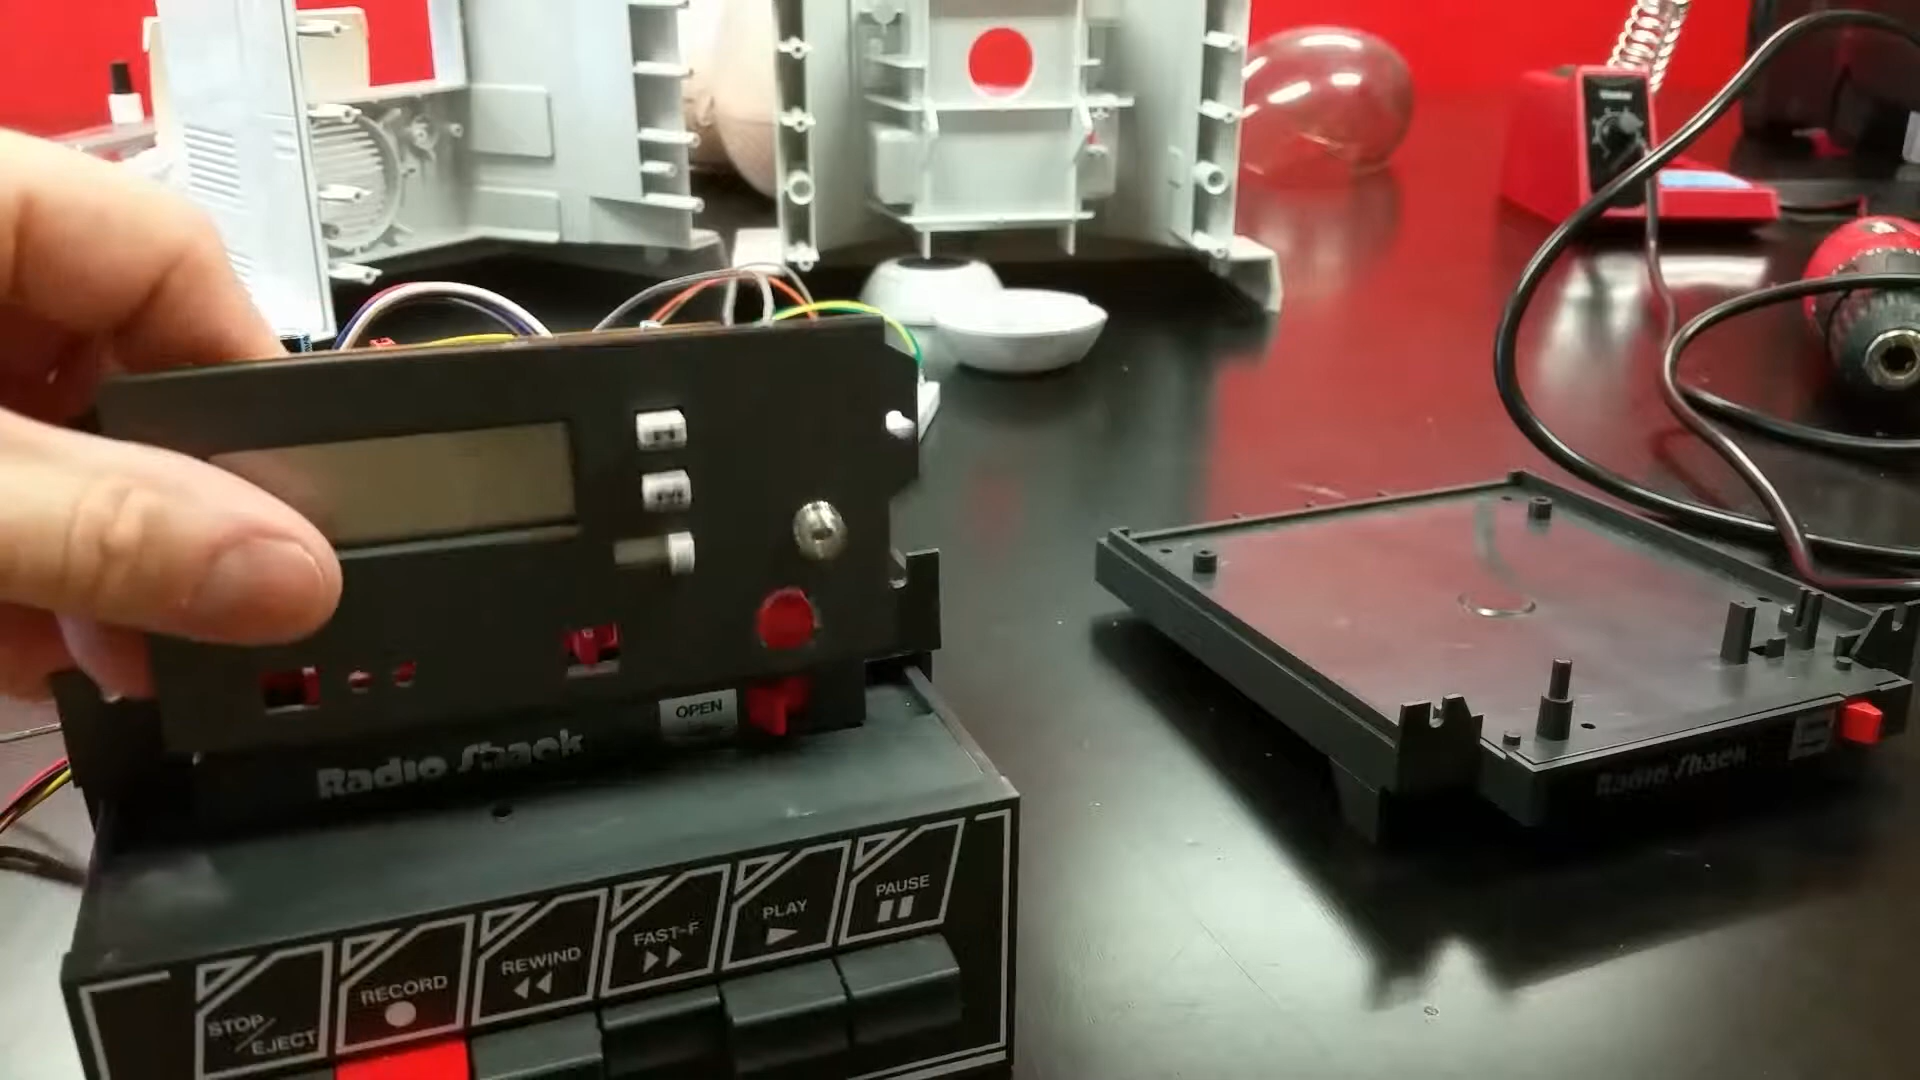 OPEN
Radio Shack
Radio Shack
STOP/EJECT
RECORD
REWIND
FAST-F
PLAY
PAUSE